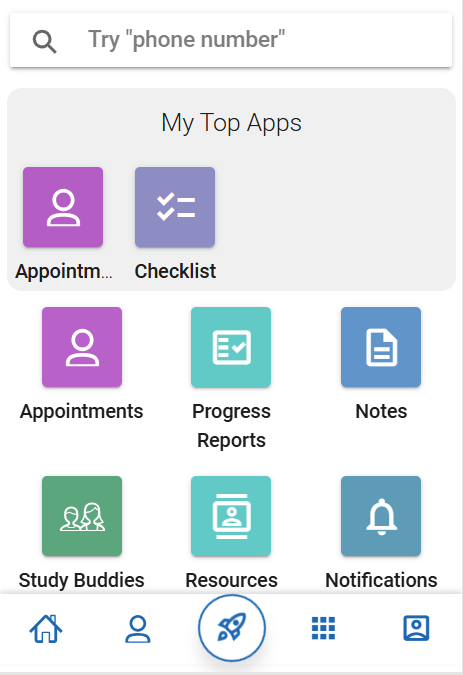 Try "phone number"
My Top Apps
Appointm...
Checklist
Appointments
Progress
Reports
Notes
Study Buddies
Resources
Notifications